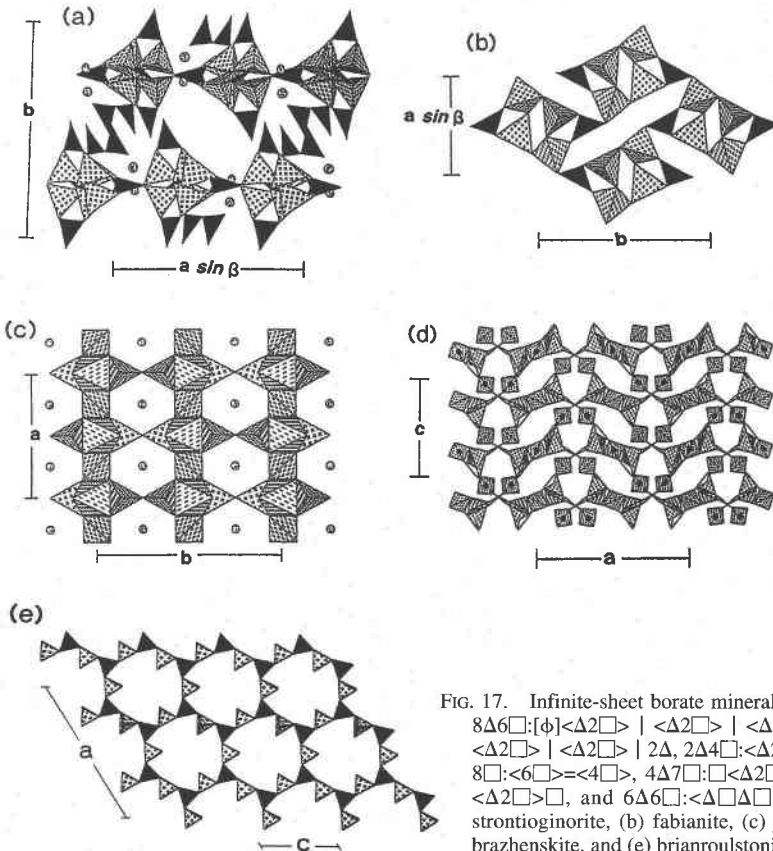 (a)
b
a sin β
(b)
a sin β
b
(c)
a
b
(d)
c
a
(e)
a
c
FIG. 17. Infinite-sheet borate mineral
8Δ6□:[ϕ]<Δ2□> | <Δ2□> | <Δ
<Δ2□> | <Δ2□> | 2Δ, 2Δ4□:<Δ2
8□:<6□>=<4□>, 4Δ7□:□<Δ2□
<Δ2□>□, and 6Δ6□:<Δ□Δ□
strontioginorite, (b) fabianite, (c)
brazhenskite, and (e) brianroulstoni